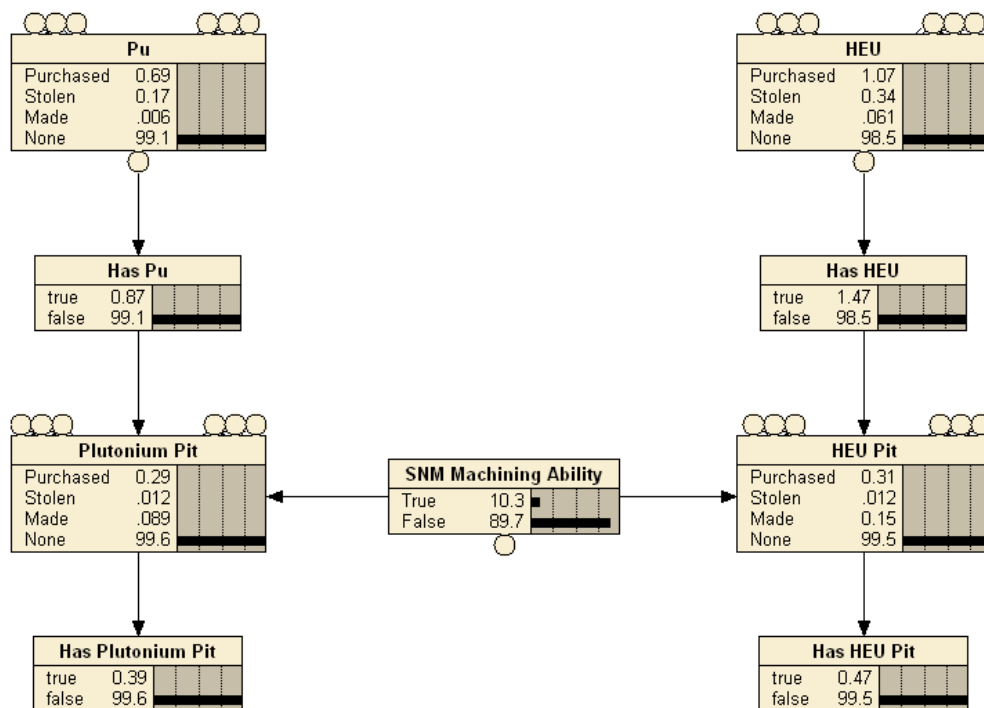 Pu
Purchased 0.69
Stolen 0.17
Made .006
None 99.1
HEU
Purchased 1.07
Stolen 0.34
Made .061
None 98.5
Has Pu
true 0.87
false 99.1
Has HEU
true 1.47
false 98.5
Plutonium Pit
Purchased 0.29
Stolen .012
Made .089
None 99.6
SNM Machining Ability
True 10.3
False 89.7
HEU Pit
Purchased 0.31
Stolen .012
Made 0.15
None 99.5
Has Plutonium Pit
true 0.39
false 99.6
Has HEU Pit
true 0.47
false 99.5